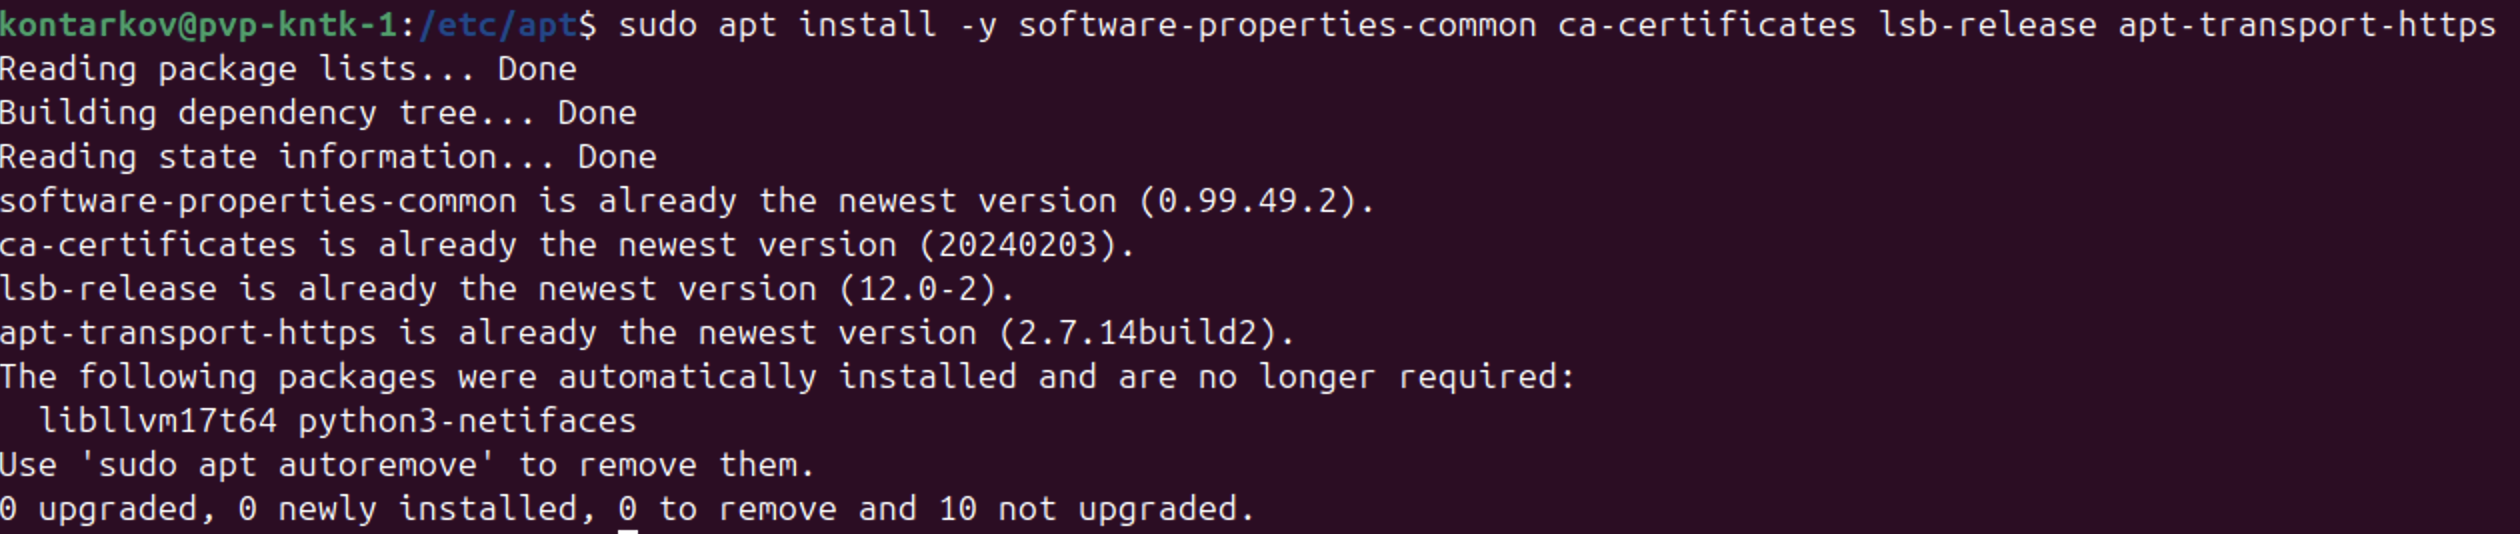 kontarkov@pvp-kntk-1:/etc/apt$ sudo apt install -y software-properties-common ca-certificates lsb-release apt-transport-https
Reading package lists... Done
Building dependency tree... Done
Reading state information... Done
software-properties-common is already the newest version (0.99.49.2).
ca-certificates is already the newest version (20240203).
lsb-release is already the newest version (12.0-2).
apt-transport-https is already the newest version (2.7.14build2).
The following packages were automatically installed and are no longer required:
  libllvm17t64 python3-netifaces
Use 'sudo apt autoremove' to remove them.
0 upgraded, 0 newly installed, 0 to remove and 10 not upgraded.